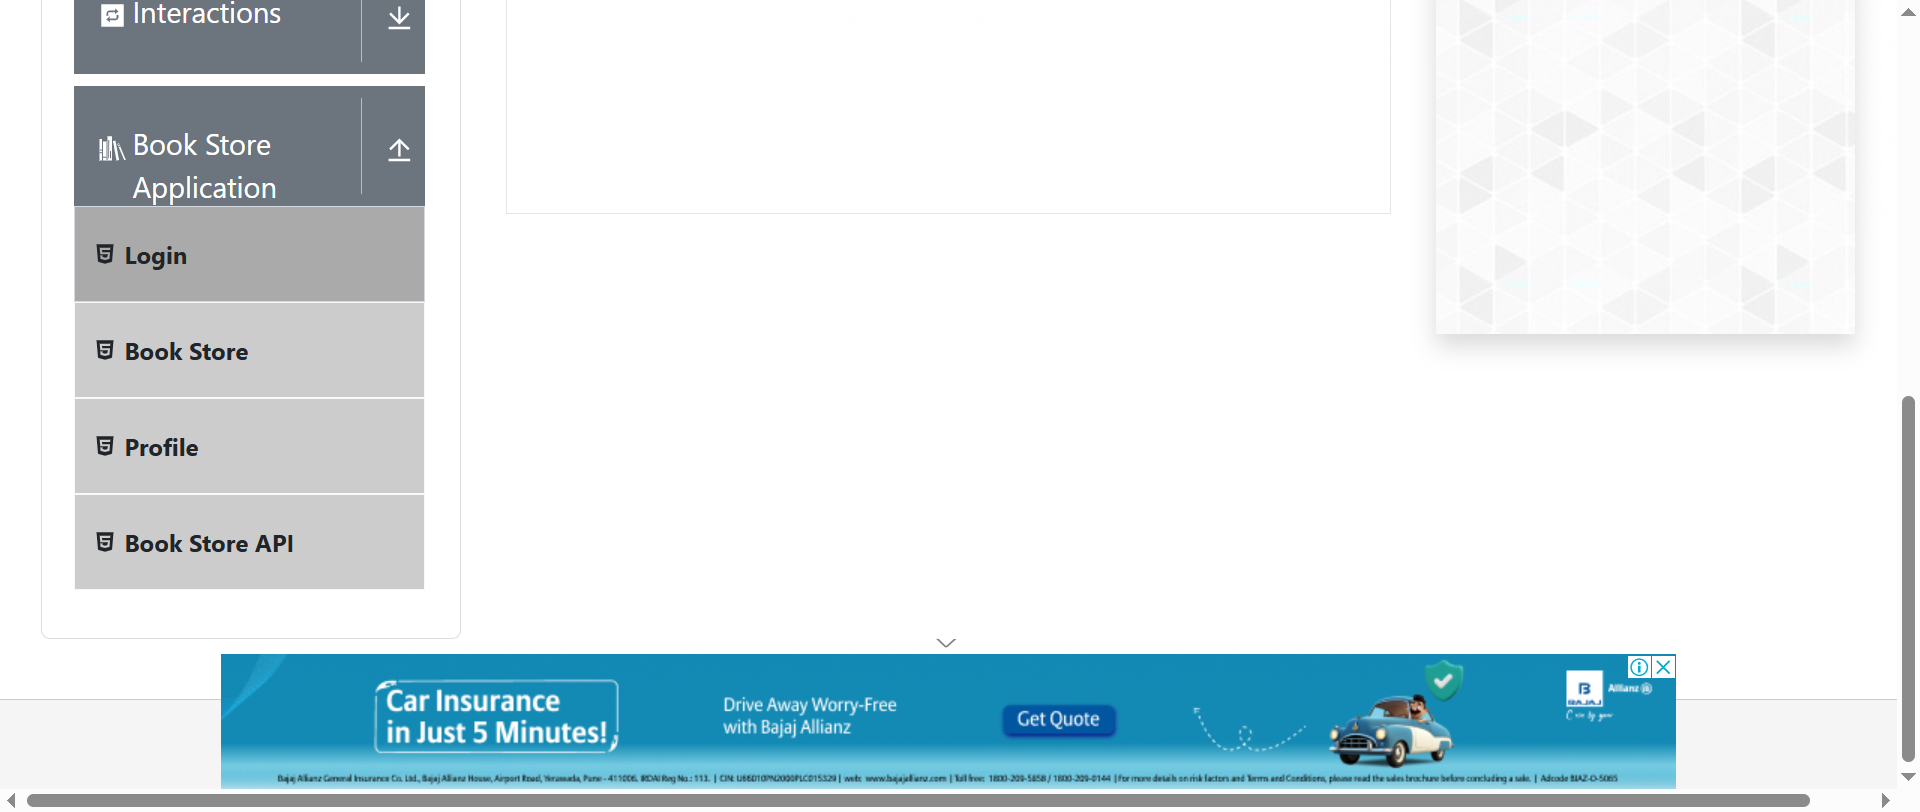 Interactions
Book Store
Application
Login
Book Store
Profile
Book Store API
Car Insurance
in Just 5 Minutes!
Drive Away Worry-Free
with Bajaj Allianz
Get Quote
B
BAJAJ
Allianz
Bajaj Allianz General Insurance Co. Ltd., Bajaj Allianz House, Airport Road, Yerawada, Pune - 411006. IRDAI Reg No.: 113. | CIN: U66010PN2000PLC015329 | web: www.bajajallianz.com | Toll free: 1800-209-5858 / 1800-209-0144 | For more details on risk factors and Terms and Conditions, please read the sales brochure before concluding a sale. | Adcode BIAZ-O-5065